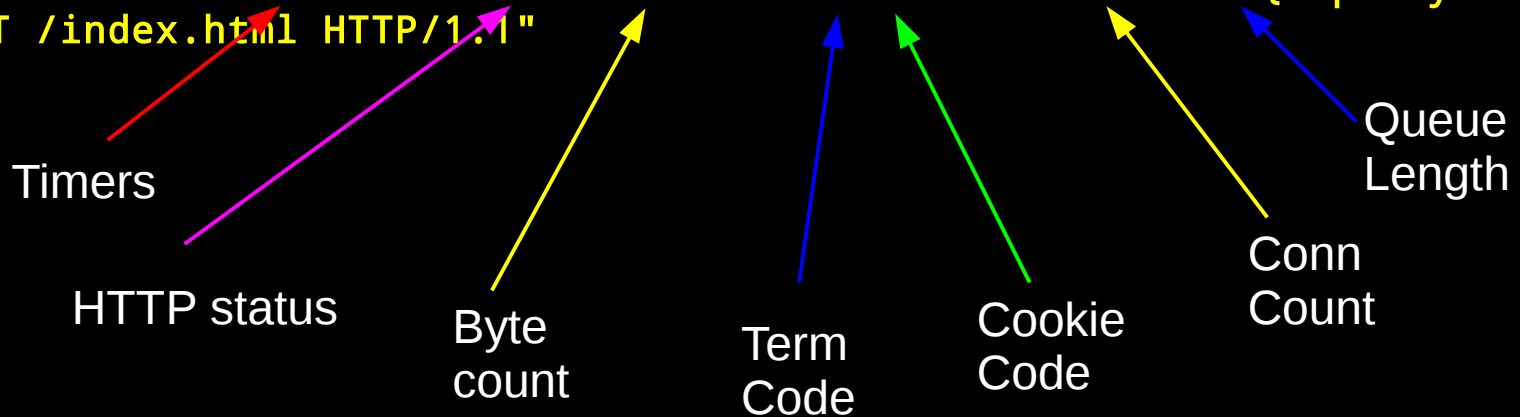 T /index.html HTTP/1.1"
Timers
HTTP status
Byte
count
Term
Code
Cookie
Code
Conn
Count
Queue
Length